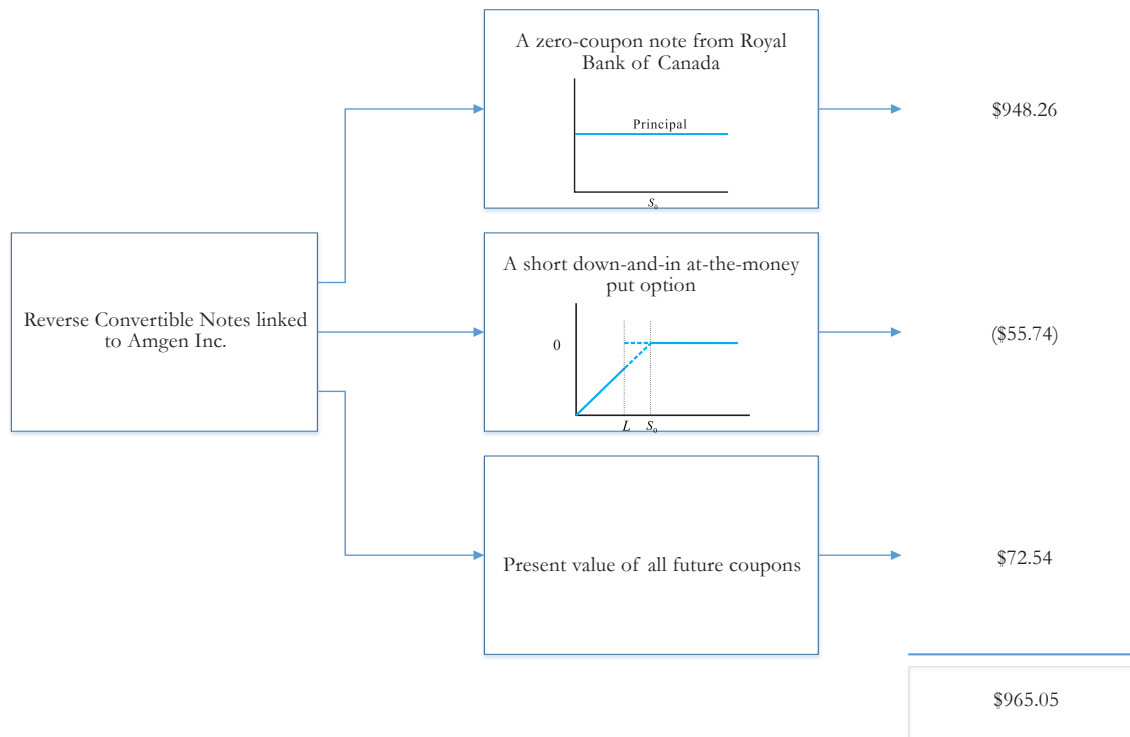 A zero-coupon note from Royal
Bank of Canada
Principal
S₀
$948.26
Reverse Convertible Notes linked
to Amgen Inc.
A short down-and-in at-the-money
put option
0
L S₀
($55.74)
Present value of all future coupons
$72.54
$965.05